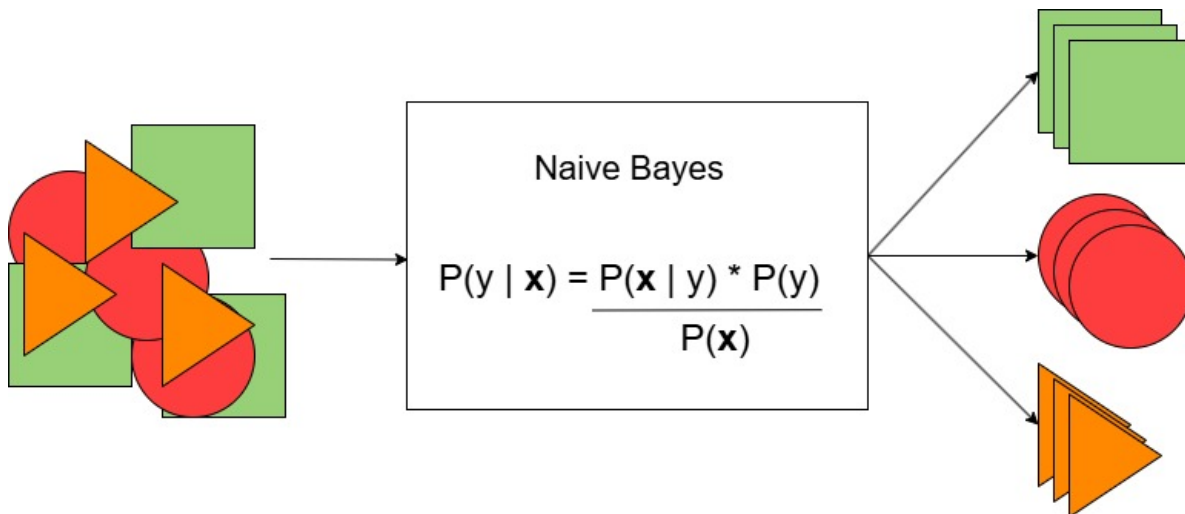 Naive Bayes
P(y | x) = P(x | y) * P(y)
P(x)